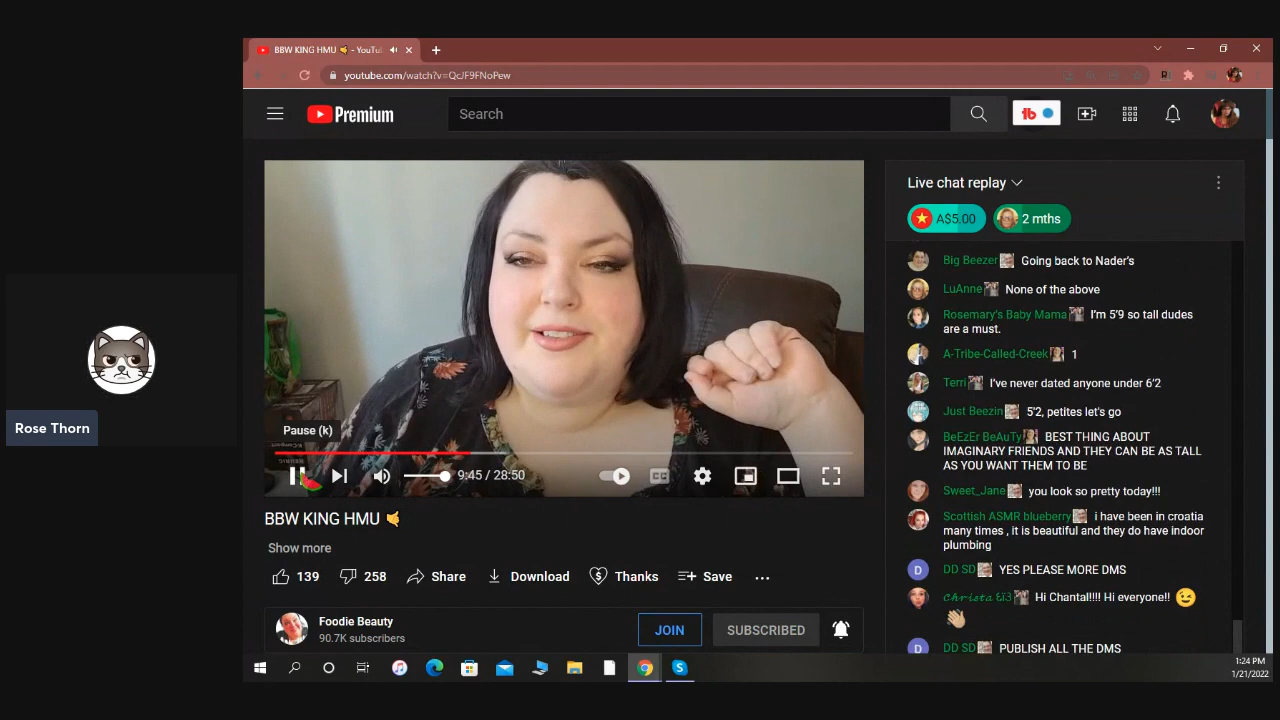 BBW KING HMU 🤙 - YouTu
youtube.com/watch?v=QcJF9FNoPew
Premium
Search
Live chat replay
A$5.00
2 mths
Big Beezer Going back to Nader's
LuAnne None of the above
Rosemary's Baby Mama I'm 5'9 so tall dudes
are a must.
A-Tribe-Called-Creek 1
Terri I've never dated anyone under 6'2
Just Beezin 5'2, petites let's go
BeEzEr BeAuTy BEST THING ABOUT
IMAGINARY FRIENDS AND THEY CAN BE AS TALL
AS YOU WANT THEM TO BE
Sweet_Jane you look so pretty today!!!
Scottish ASMR blueberry i have been in croatia
many times , it is beautiful and they do have indoor
plumbing
D DD SD YES PLEASE MORE DMS
Hi Chantal!!!! Hi everyone!! 😉
👋🏼
D DD SD PUBLISH ALL THE DMS
Rose Thorn
Pause (k)
9:45 / 28:50
BBW KING HMU 🤙
Show more
139 258 Share Download Thanks Save ...
Foodie Beauty
90.7K subscribers
JOIN
SUBSCRIBED
1:24 PM
1/21/2022